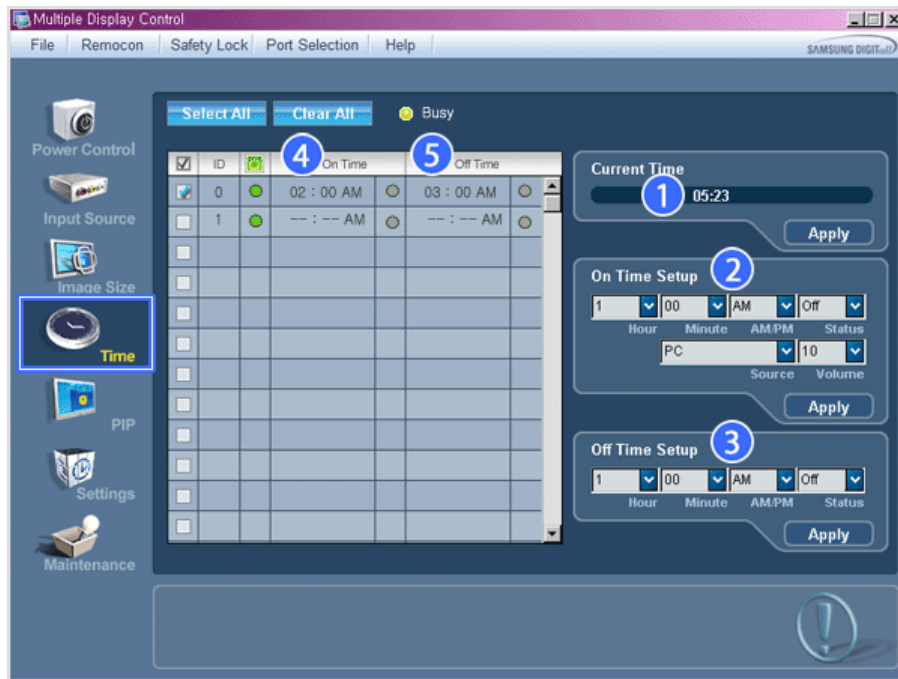 Multiple Display Control
File Remocon Safety Lock Port Selection Help
SAMSUNG DIGITall
Power Control
Input Source
Image Size
Time
PIP
Settings
Maintenance
Select All Clear All Busy
ID 4 On Time 5 Off Time
0 02 : 00 AM 03 : 00 AM
1 -- : -- AM -- : -- AM
Current Time
1 05:23
Apply
On Time Setup 2
1 00 AM Off
Hour Minute AM/PM Status
PC 10
Source Volume
Apply
Off Time Setup 3
1 00 AM Off
Hour Minute AM/PM Status
Apply